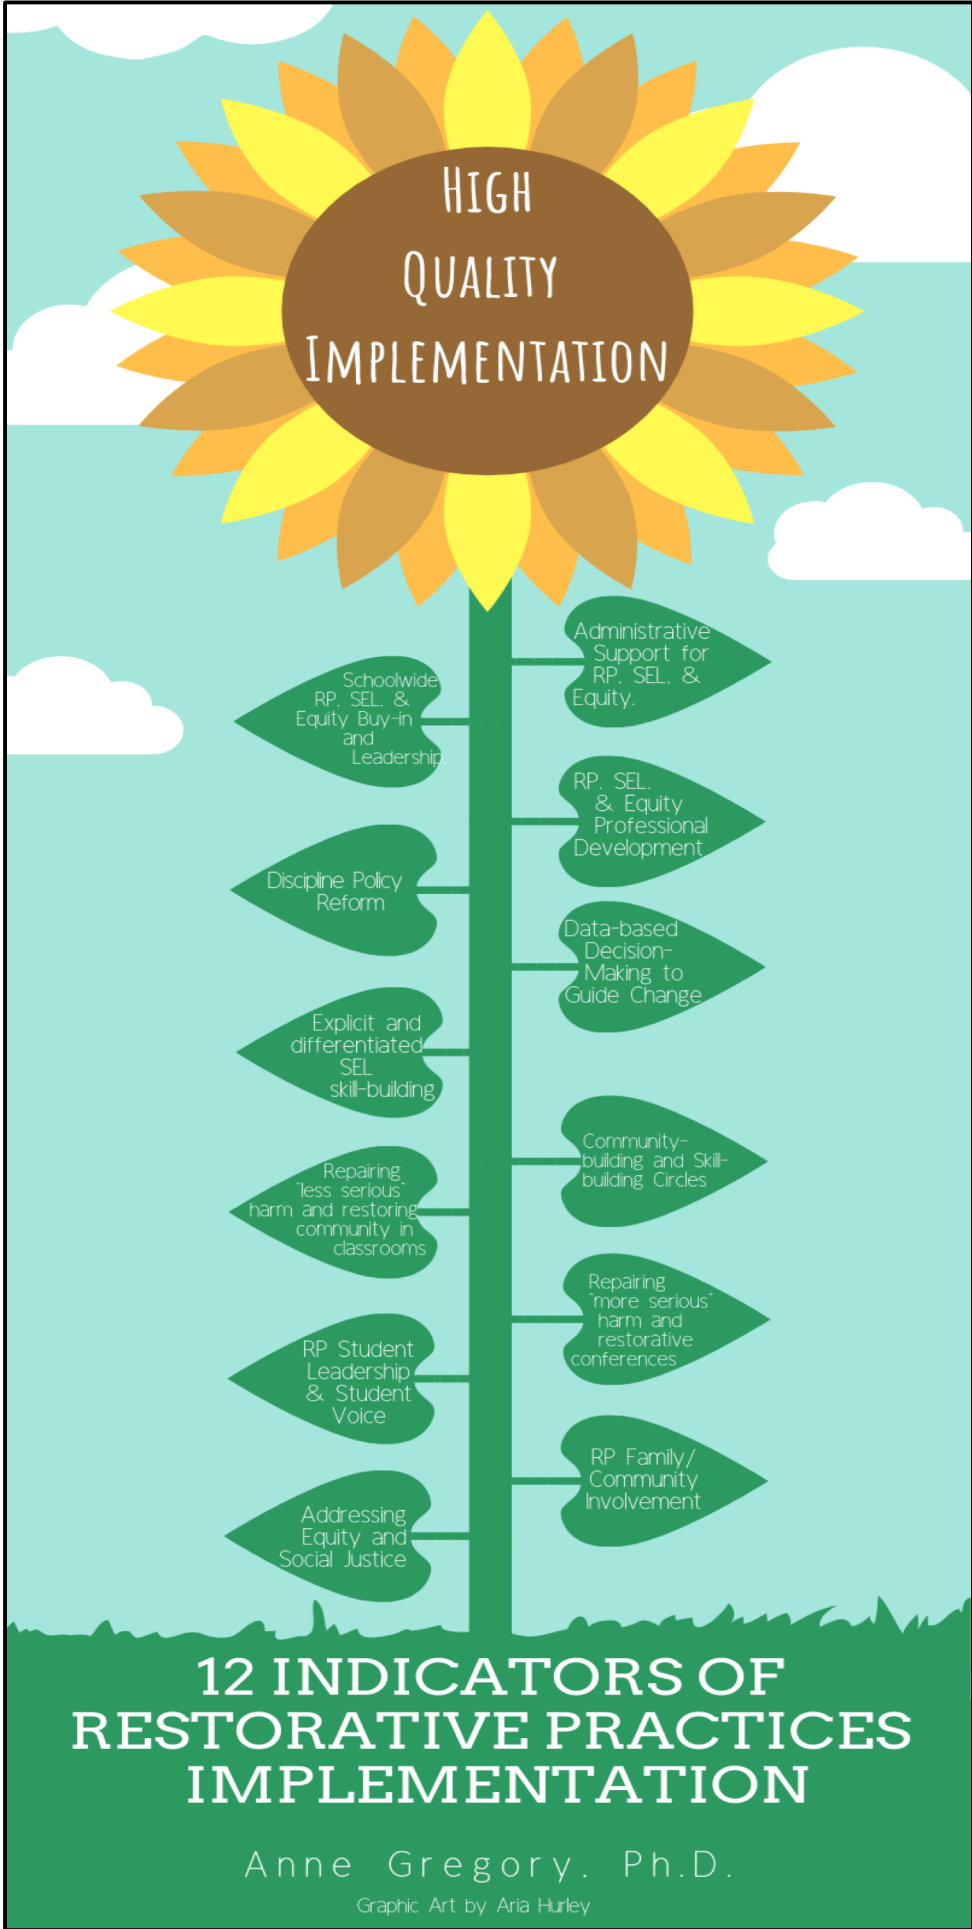 High
Quality
Implementation
Administrative
Support for
RP, SEL, &
Equity.
Schoolwide
RP, SEL, &
Equity Buy-in
and
Leadership.
RP, SEL,
& Equity
Professional
Development
Discipline Policy
Reform
Data-based
Decision-
Making to
Guide Change
Explicit and
differentiated
SEL
skill-building
Community-
building and Skill-
building Circles
Repairing
"less serious"
harm and restoring
community in
classrooms
Repairing
"more serious"
harm and
restorative
conferences
RP Student
Leadership
& Student
Voice
RP Family/
Community
Involvement
Addressing
Equity and
Social Justice
12 INDICATORS OF
RESTORATIVE PRACTICES
IMPLEMENTATION
Anne Gregory, Ph.D.
Graphic Art by Aria Hurley